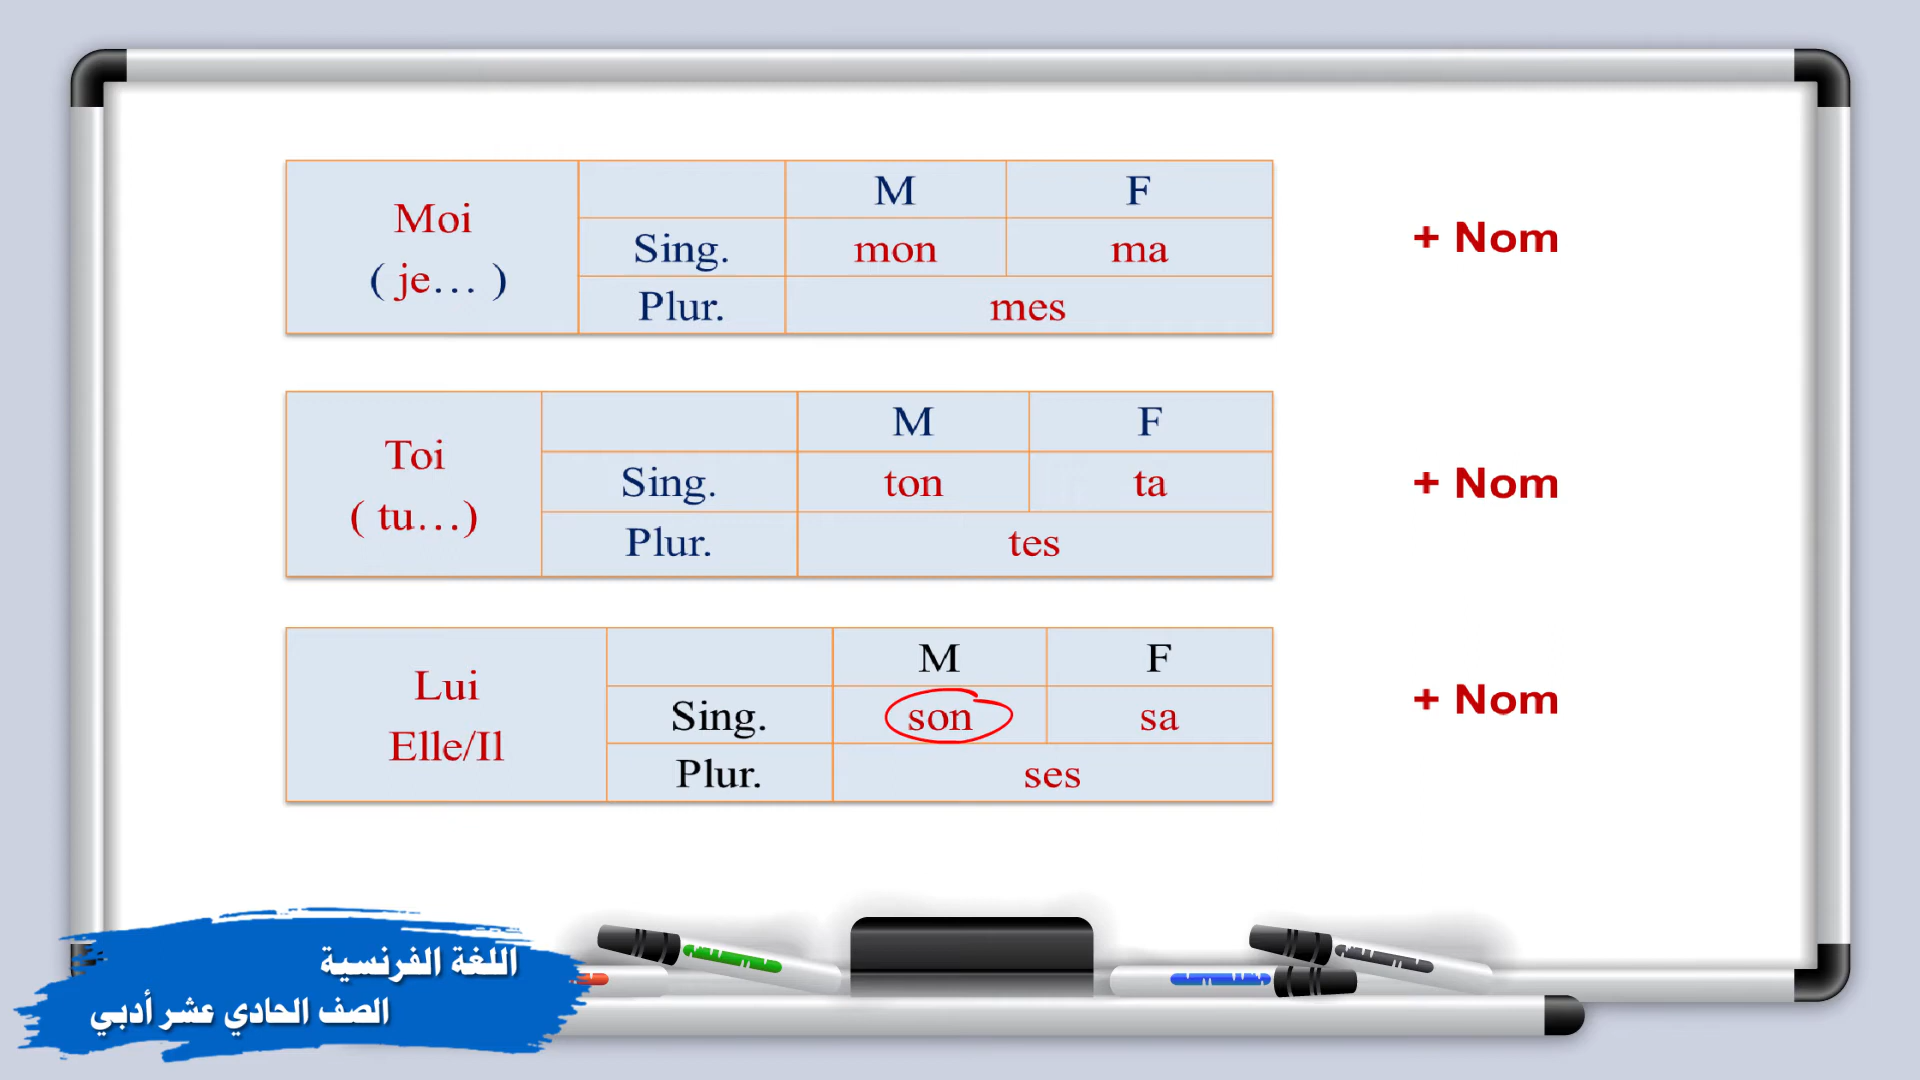 M F
Moi
( je… )
Sing. mon ma
Plur. mes
+ Nom
M F
Toi
( tu…)
Sing. ton ta
Plur. tes
+ Nom
M F
Lui
Elle/Il
Sing. son sa
Plur. ses
+ Nom
اللغة الفرنسية
الصف الحادي عشر أدبي